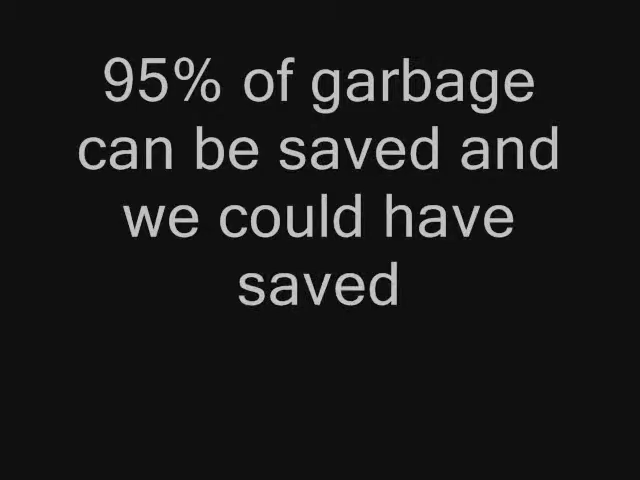 95% of garbage
can be saved and
we could have
saved